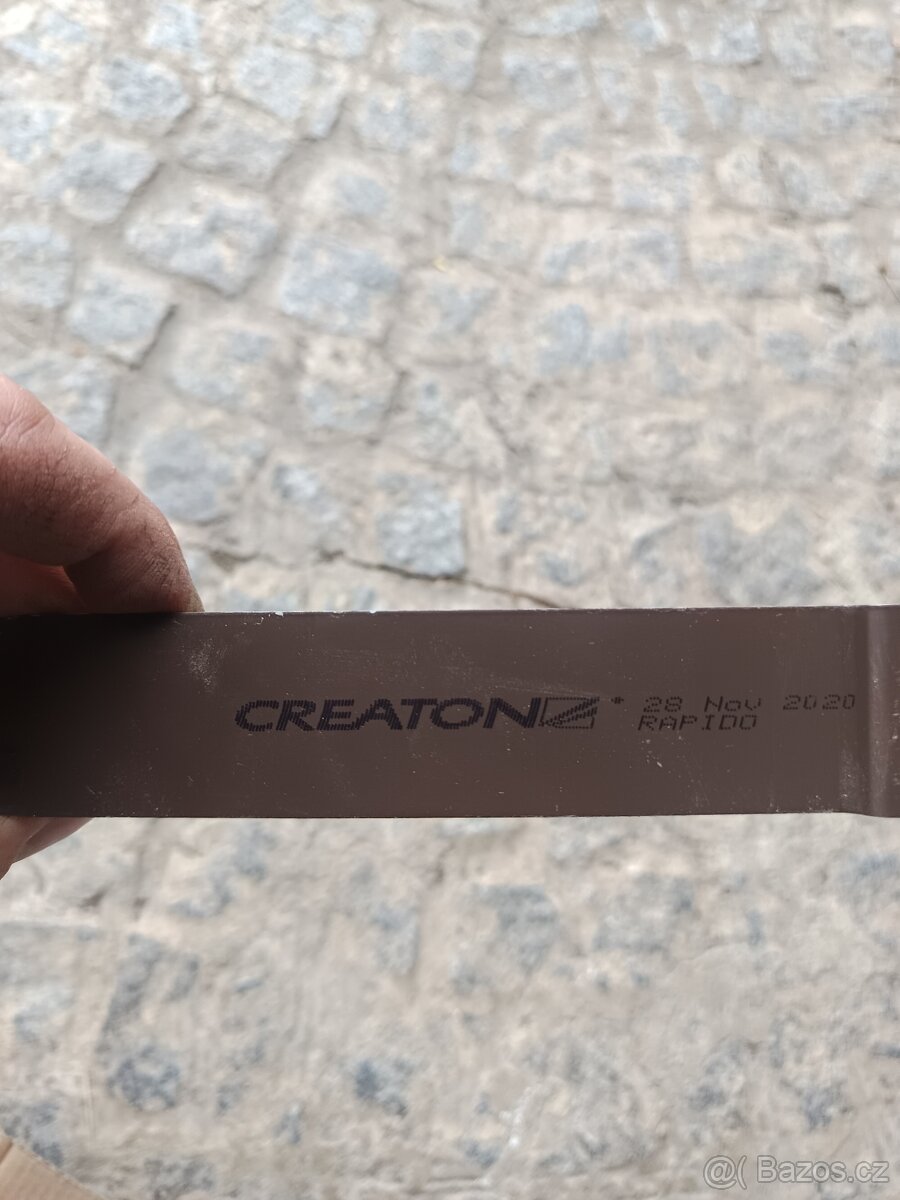 CREATON * 28 Nov 2020
RAPIDO
@( Bazos.cz